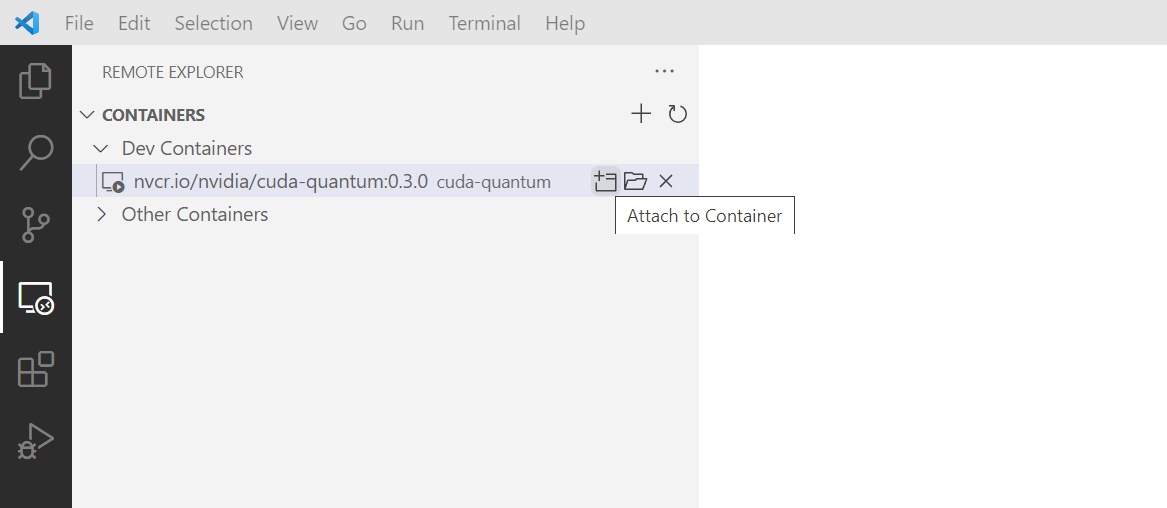 File Edit Selection View Go Run Terminal Help
REMOTE EXPLORER
CONTAINERS
Dev Containers
nvcr.io/nvidia/cuda-quantum:0.3.0 cuda-quantum
Other Containers
Attach to Container